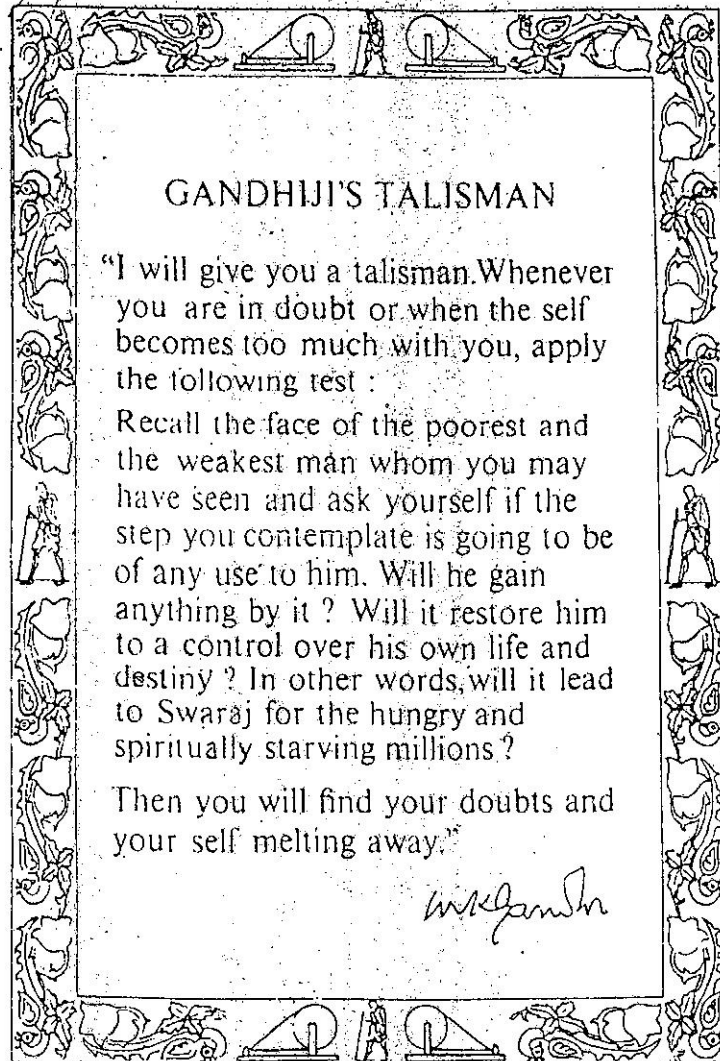 GANDHIJI'S TALISMAN
“I will give you a talisman.Whenever
you are in doubt or when the self
becomes too much with you, apply
the following test :
Recall the face of the poorest and
the weakest man whom you may
have seen and ask yourself if the
step you contemplate is going to be
of any use to him. Will he gain
anything by it ? Will it restore him
to a control over his own life and
destiny ? In other words,will it lead
to Swaraj for the hungry and
spiritually starving millions ?
Then you will find your doubts and
your self melting away.”
mkgandhi